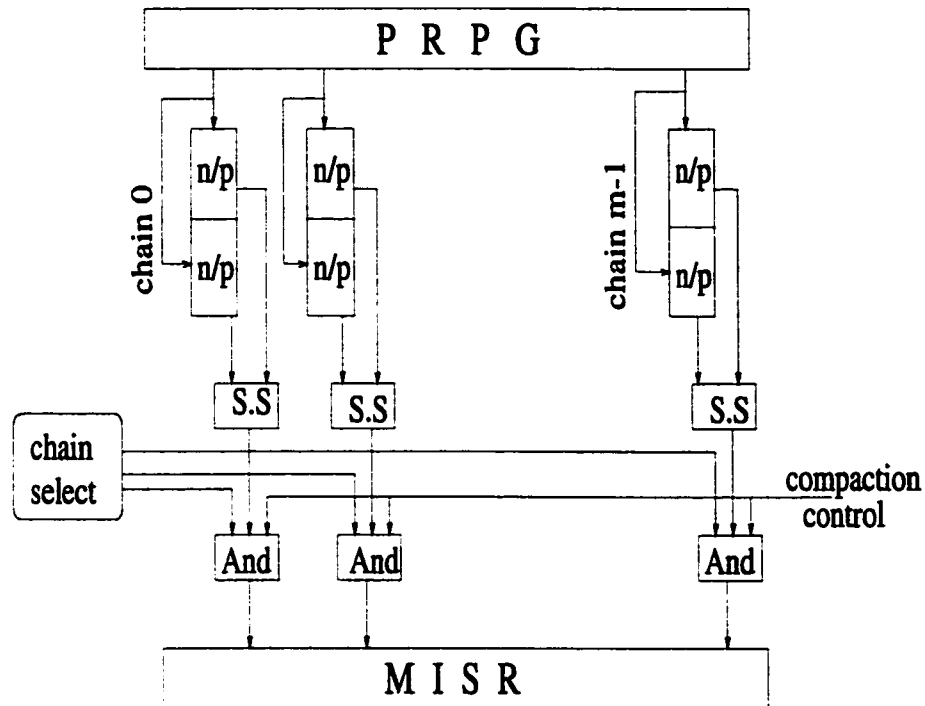 P R P G
chain 0
n/p
n/p
n/p
n/p
chain m-1
n/p
n/p
S.S
S.S
S.S
chain
select
compaction
control
And
And
And
M I S R